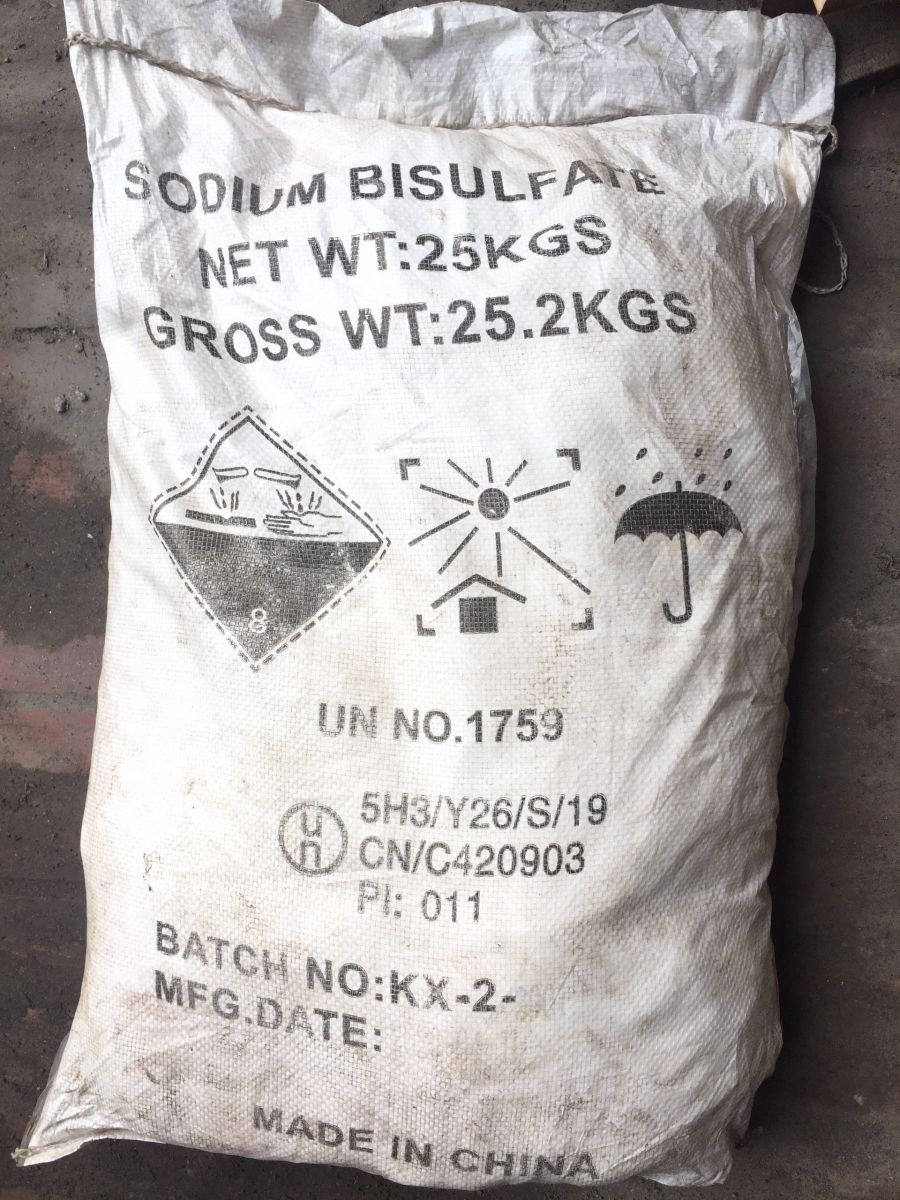 SODIUM BISULFATE
NET WT:25KGS
GROSS WT:25.2KGS
8
UN NO.1759
un
5H3/Y26/S/19
CN/C420903
PI: 011
BATCH NO:KX-2-
MFG.DATE:
MADE IN CHINA